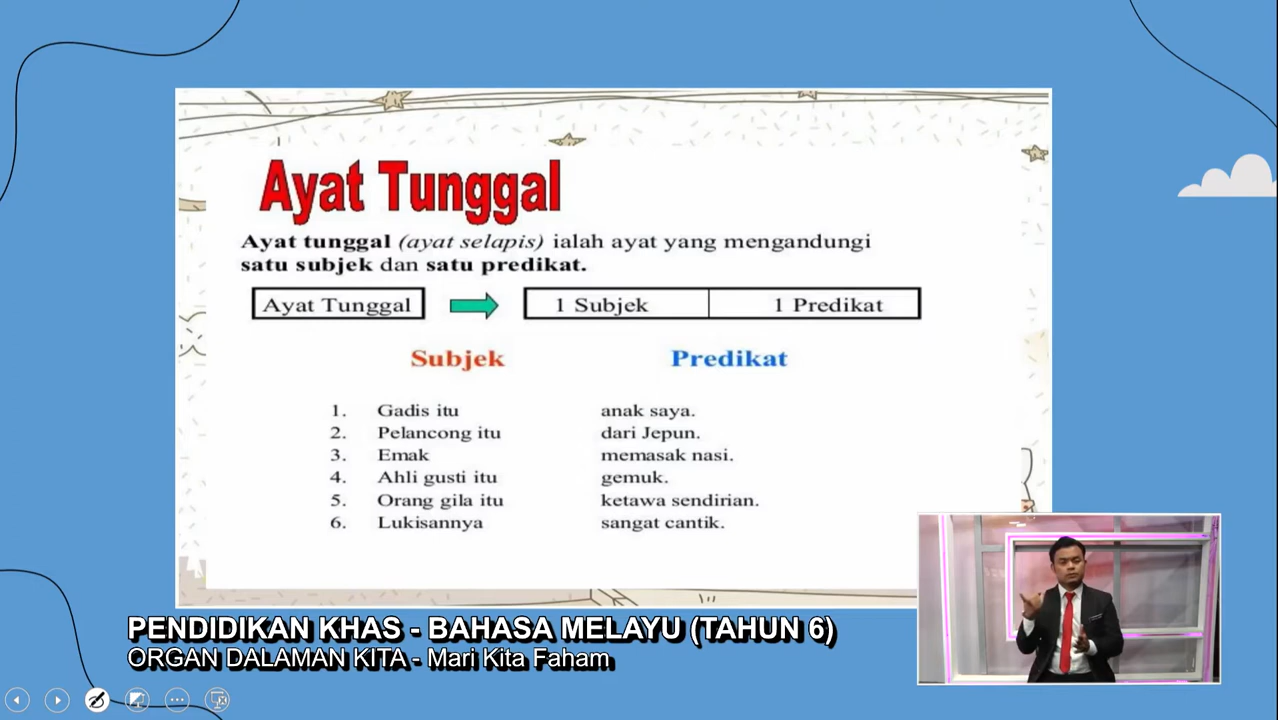 Ayat Tunggal
Ayat tunggal (ayat selapis) ialah ayat yang mengandungi
satu subjek dan satu predikat.
Ayat Tunggal 1 Subjek 1 Predikat
Subjek Predikat
1. Gadis itu anak saya.
2. Pelancong itu dari Jepun.
3. Emak memasak nasi.
4. Ahli gusti itu gemuk.
5. Orang gila itu ketawa sendirian.
6. Lukisannya sangat cantik.
PENDIDIKAN KHAS - BAHASA MELAYU (TAHUN 6)
ORGAN DALAMAN KITA - Mari Kita Faham